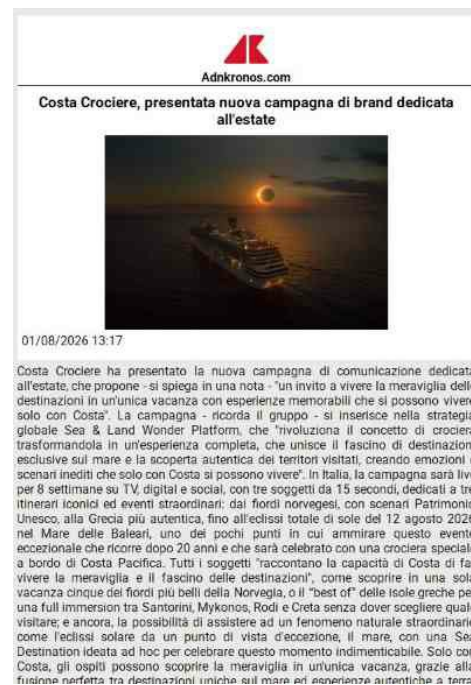 Adnkronos.com
Costa Crociere, presentata nuova campagna di brand dedicata
all'estate
01/08/2026 13:17
Costa Crociere ha presentato la nuova campagna di comunicazione dedicata
all'estate, che propone - si spiega in una nota - "un invito a vivere la meraviglia delle
destinazioni in un'unica vacanza con esperienze memorabili che si possono vivere
solo con Costa". La campagna - ricorda il gruppo - si inserisce nella strategia
globale Sea & Land Wonder Platform, che "rivoluziona il concetto di crociera
trasformandola in un'esperienza completa, che unisce il fascino di destinazioni
esclusive sul mare e la scoperta autentica dei territori visitati, creando emozioni e
scenari inediti che solo con Costa si possono vivere". In Italia, la campagna sarà live
per 8 settimane su TV, digital e social, con tre soggetti da 15 secondi, dedicati a tre
itinerari iconici ed eventi straordinari: dai fiordi norvegesi, con scenari Patrimonio
Unesco, alla Grecia più autentica, fino all'eclissi totale di sole del 12 agosto 2026
nel Mare delle Baleari, uno dei pochi punti in cui ammirare questo evento
eccezionale che ricorre dopo 20 anni e che sarà celebrato con una crociera speciale
a bordo di Costa Pacifica. Tutti i soggetti "raccontano la capacità di Costa di far
vivere la meraviglia e il fascino delle destinazioni", come scoprire in una sola
vacanza cinque dei fiordi più belli della Norvegia, o il "best of" delle isole greche per
una full immersion tra Santorini, Mykonos, Rodi e Creta senza dover scegliere quale
visitare; e ancora, la possibilità di assistere ad un fenomeno naturale straordinario
come l'eclissi solare da un punto di vista d'eccezione, il mare, con una Sea
Destination ideata ad hoc per celebrare questo momento indimenticabile. Solo con
Costa, gli ospiti possono scoprire la meraviglia in un'unica vacanza, grazie alla
fusione perfetta tra destinazioni uniche sul mare ed esperienze autentiche a terra